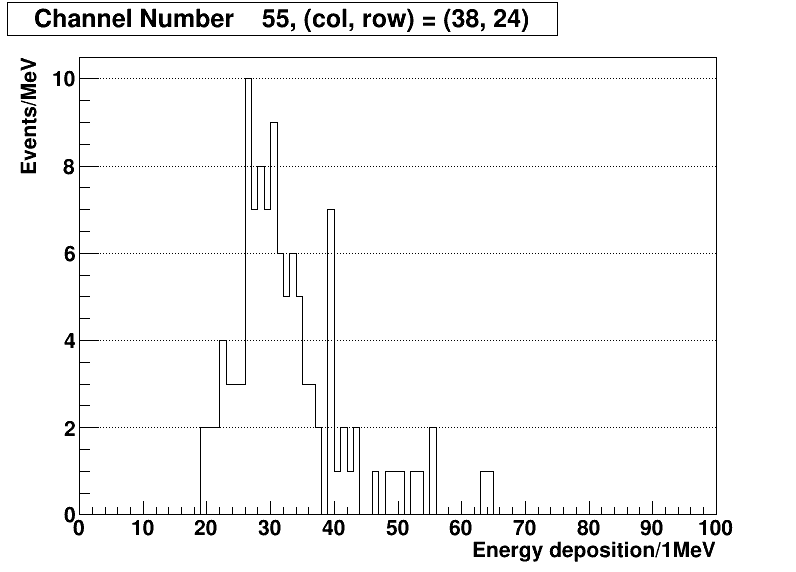 Channel Number 55, (col, row) = (38, 24)
Events/MeV
10
8
6
4
2
0
0 10 20 30 40 50 60 70 80 90 100
Energy deposition/1MeV